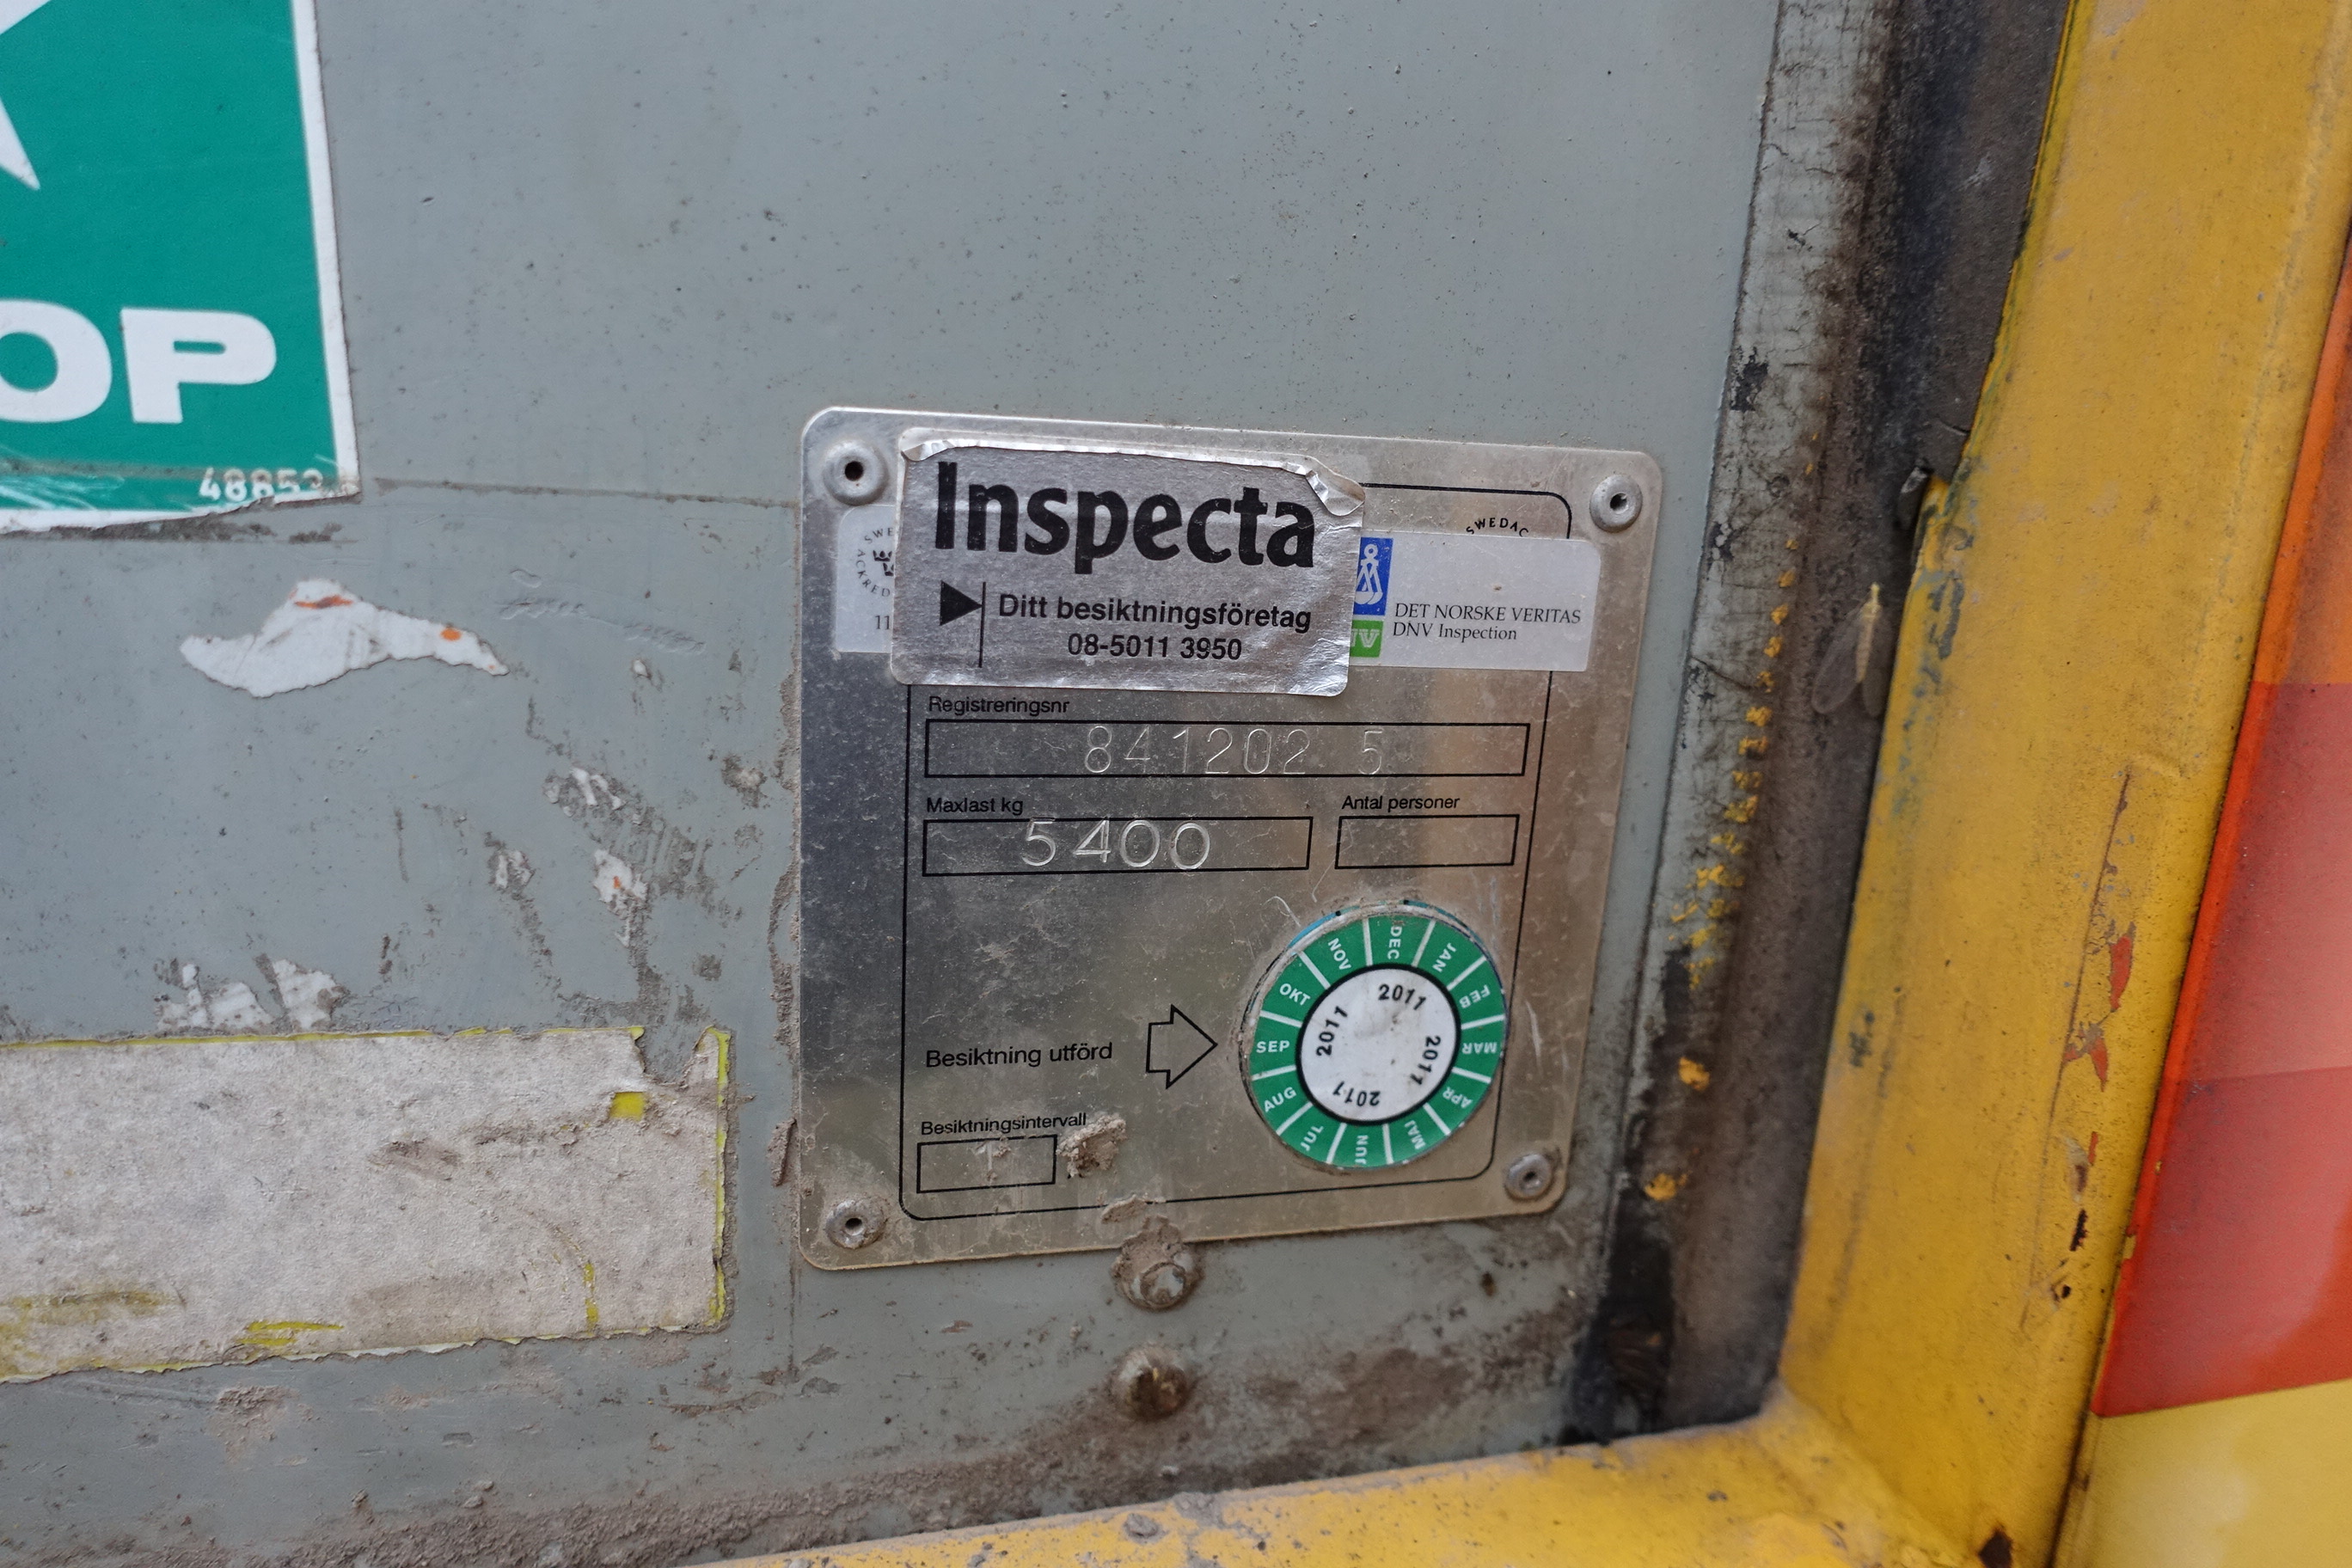 OP
Inspecta
Ditt besiktningsföretag
08-5011 3950
SWEDAC
11
DET NORSKE VERITAS
DNV Inspection
Registreringsnr
841202 5
Maxlast kg
5400
Antal personer
Besiktning utförd
DEC JAN FEB MAR APR MAJ JUN JUL AUG SEP OKT NOV
2011 2011 2011 2011
Besiktningsintervall